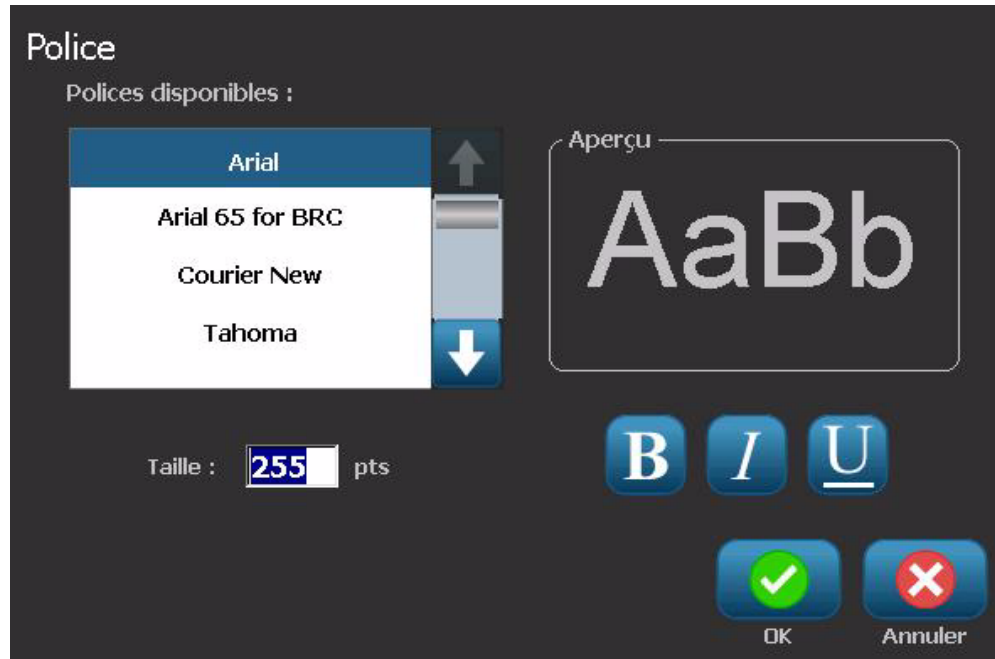 Police
Polices disponibles :
Arial
Arial 65 for BRC
Courier New
Tahoma
Aperçu
AaBb
Taille : 255 pts
B I U
OK Annuler